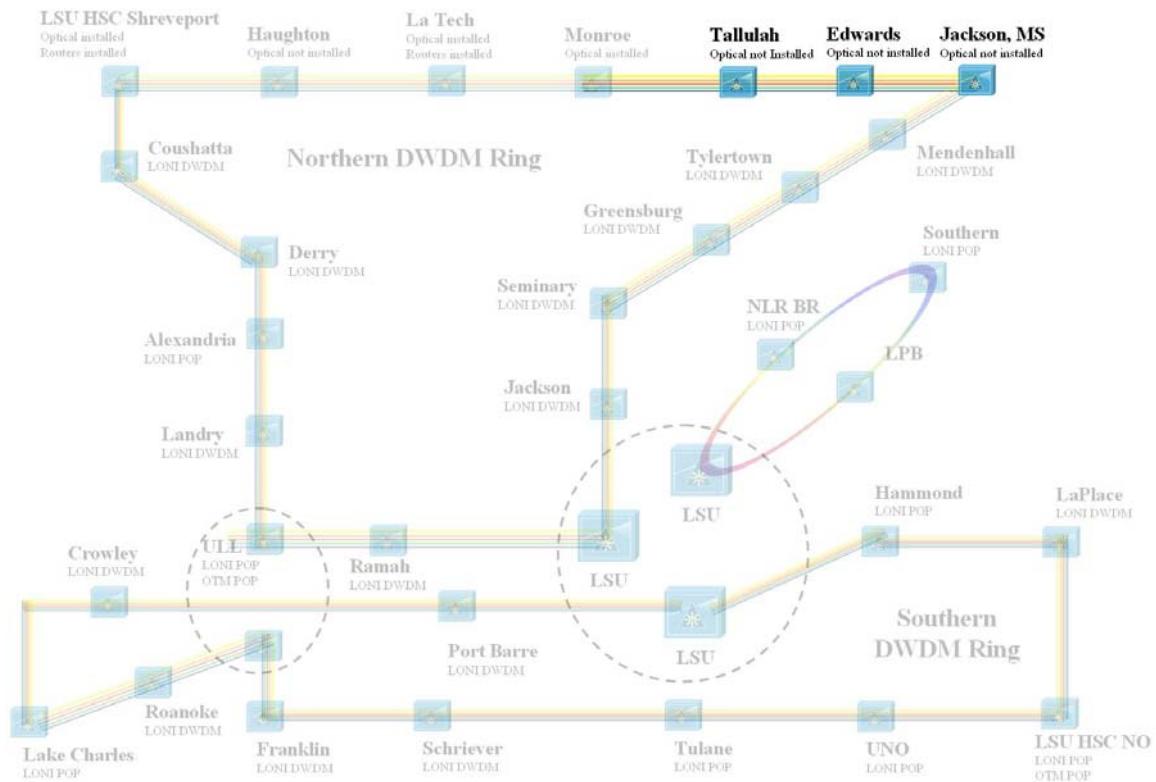 LSU HSC Shreveport
Optical installed
Routers installed
Haughton
Optical not installed
La Tech
Optical installed
Routers installed
Monroe
Optical installed
Tallulah
Optical not Installed
Edwards
Optical not installed
Jackson, MS
Optical not installed
Coushatta
LONI DWDM
Northern DWDM Ring
Tylertown
LONI DWDM
Mendenhall
LONI DWDM
Greensburg
LONI DWDM
Derry
LONI DWDM
Southern
LONI POP
Seminary
LONI DWDM
NLR BR
LONI POP
Alexandria
LONI POP
LPB
Jackson
LONI DWDM
Landry
LONI DWDM
LSU
Hammond
LONI POP
LaPlace
LONI DWDM
Crowley
LONI DWDM
ULL
LONI POP
OTM POP
Ramah
LONI DWDM
LSU
Southern
DWDM Ring
Port Barre
LONI DWDM
LSU
Roanoke
LONI DWDM
Lake Charles
LONI POP
Franklin
LONI DWDM
Schriever
LONI DWDM
Tulane
LONI POP
UNO
LONI POP
LSU HSC NO
LONI POP
OTM POP